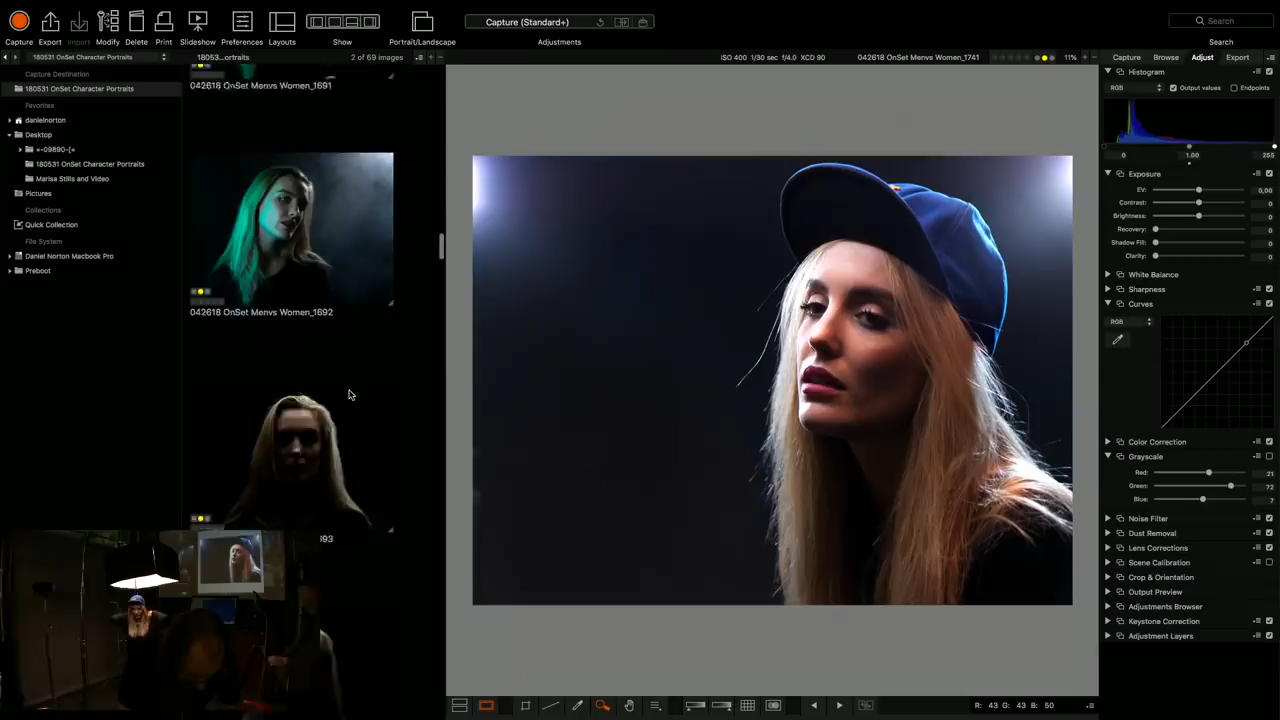 Capture
Export
Import
Modify
Delete
Print
Slideshow
Preferences
Layouts
Show
Portrait/Landscape
Capture (Standard+)
Adjustments
Search
Search
180531 OnSet Character Portraits
18053...ortraits
2 of 69 images
ISO 400 1/30 sec f/4.0 XCD 90
042618 OnSet Menvs Women_1741
11%
Capture
Browse
Adjust
Export
Capture Destination
180531 OnSet Character Portraits
Favorites
danielnorton
Desktop
=-09890-[=
180531 OnSet Character Portraits
Marisa Stills and Video
Pictures
Collections
Quick Collection
File System
Daniel Norton Macbook Pro
Preboot
042618 OnSet Menvs Women_1691
042618 OnSet Menvs Women_1692
93
Histogram
RGB
Output values
Endpoints
0
1.00
255
Exposure
EV: 0,00
Contrast: 0
Brightness: 0
Recovery: 0
Shadow Fill: 0
Clarity: 0
White Balance
Sharpness
Curves
RGB
Color Correction
Grayscale
Red: 21
Green: 72
Blue: 7
Noise Filter
Dust Removal
Lens Corrections
Scene Calibration
Crop & Orientation
Output Preview
Adjustments Browser
Keystone Correction
Adjustment Layers
R: 43 G: 43 B: 50